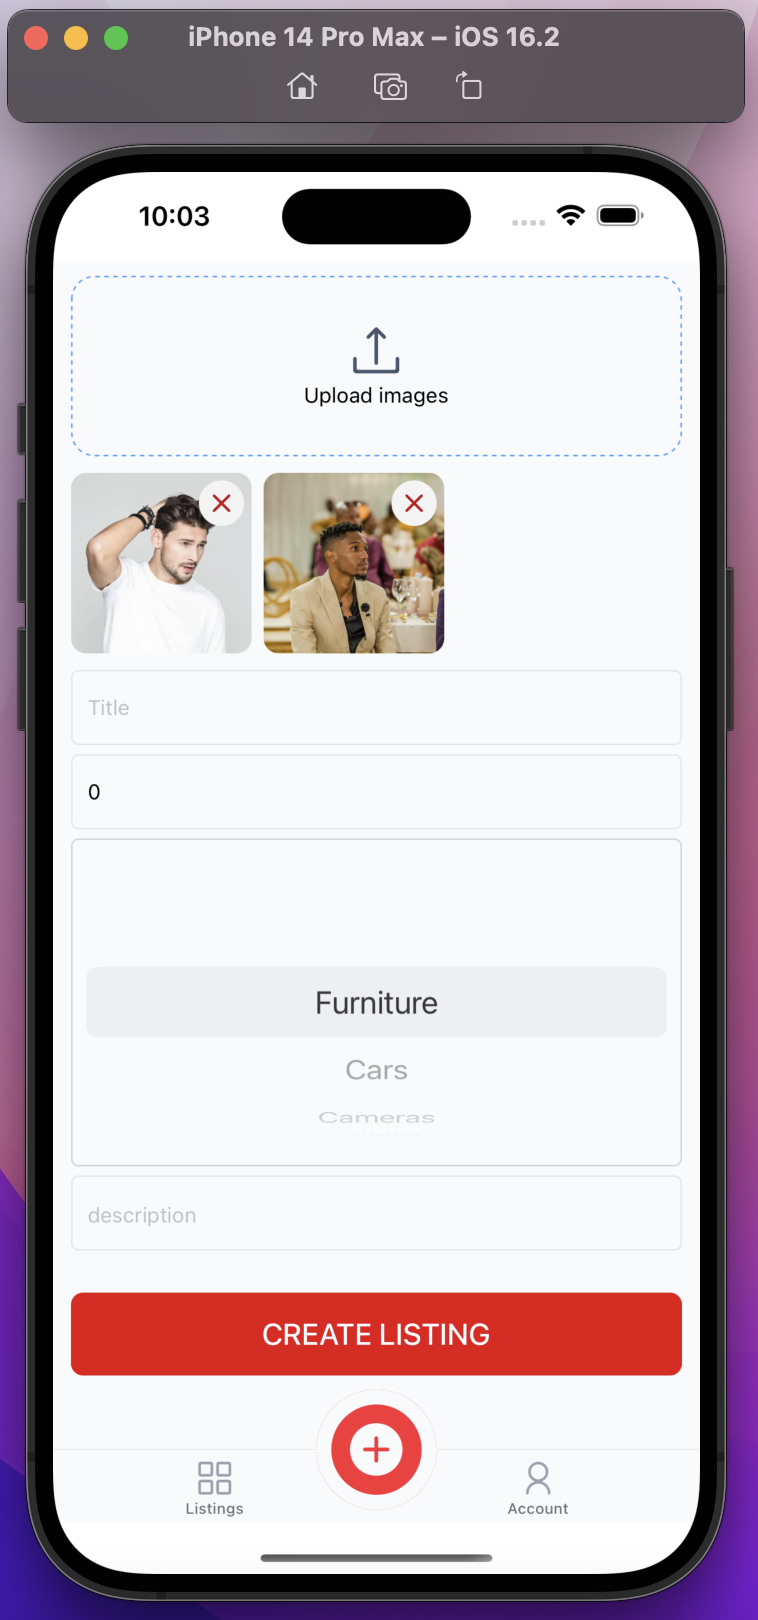 iPhone 14 Pro Max – iOS 16.2
10:03
Upload images
Title
0
Furniture
Cars
Cameras
description
CREATE LISTING
Listings
Account